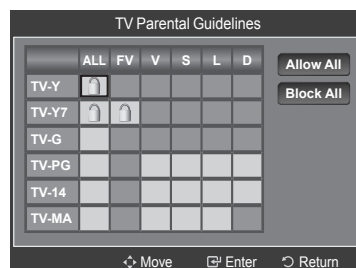 TV Parental Guidelines
ALL FV V S L D
Allow All
Block All
TV-Y
TV-Y7
TV-G
TV-PG
TV-14
TV-MA
Move Enter Return